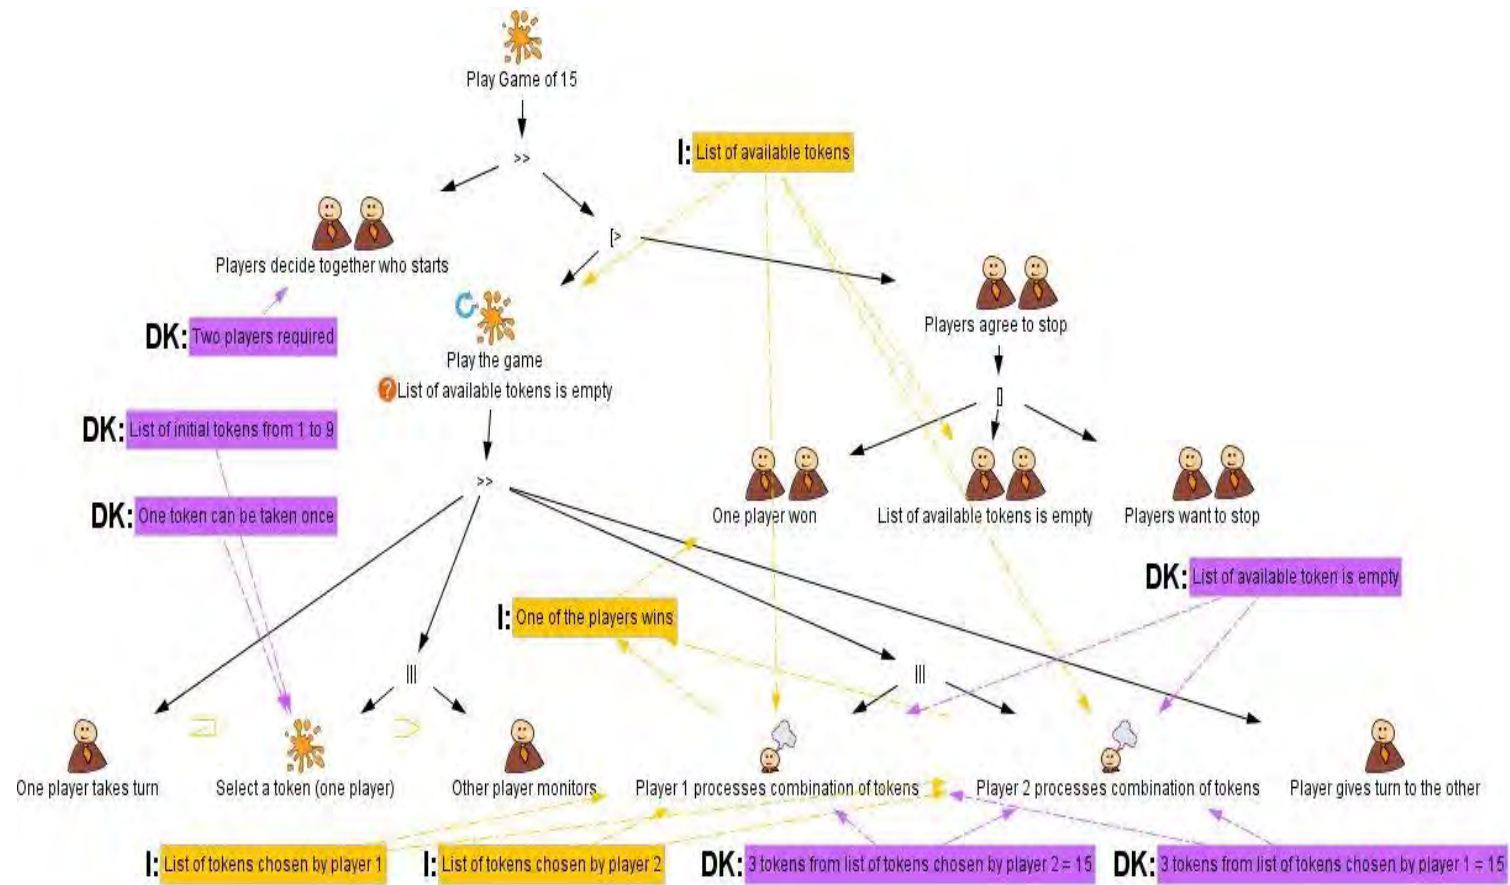 Play Game of 15
>>
I: List of available tokens
[>
Players decide together who starts
Players agree to stop
DK: Two players required
Play the game
? List of available tokens is empty
[]
DK: List of initial tokens from 1 to 9
>>
DK: One token can be taken once
One player won
List of available tokens is empty
Players want to stop
DK: List of available token is empty
I: One of the players wins
|||
|||
One player takes turn
Select a token (one player)
Other player monitors
Player 1 processes combination of tokens
Player 2 processes combination of tokens
Player gives turn to the other
I: List of tokens chosen by player 1
I: List of tokens chosen by player 2
DK: 3 tokens from list of tokens chosen by player 2 = 15
DK: 3 tokens from list of tokens chosen by player 1 = 15